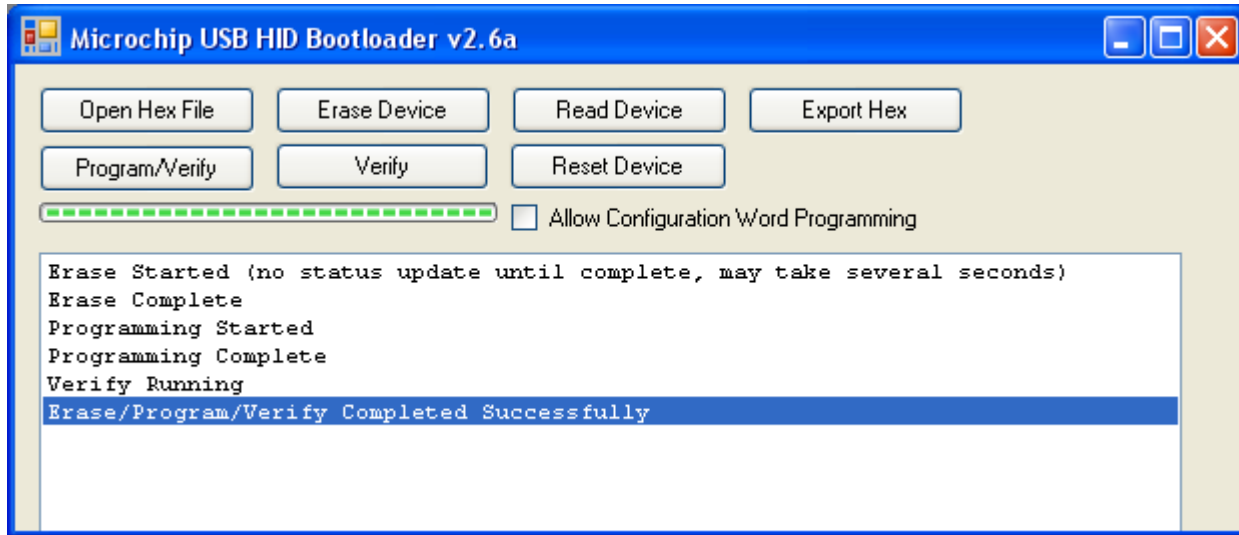 Microchip USB HID Bootloader v2.6a
Open Hex File Erase Device Read Device Export Hex
Program/Verify Verify Reset Device
Allow Configuration Word Programming
Erase Started (no status update until complete, may take several seconds)
Erase Complete
Programming Started
Programming Complete
Verify Running
Erase/Program/Verify Completed Successfully